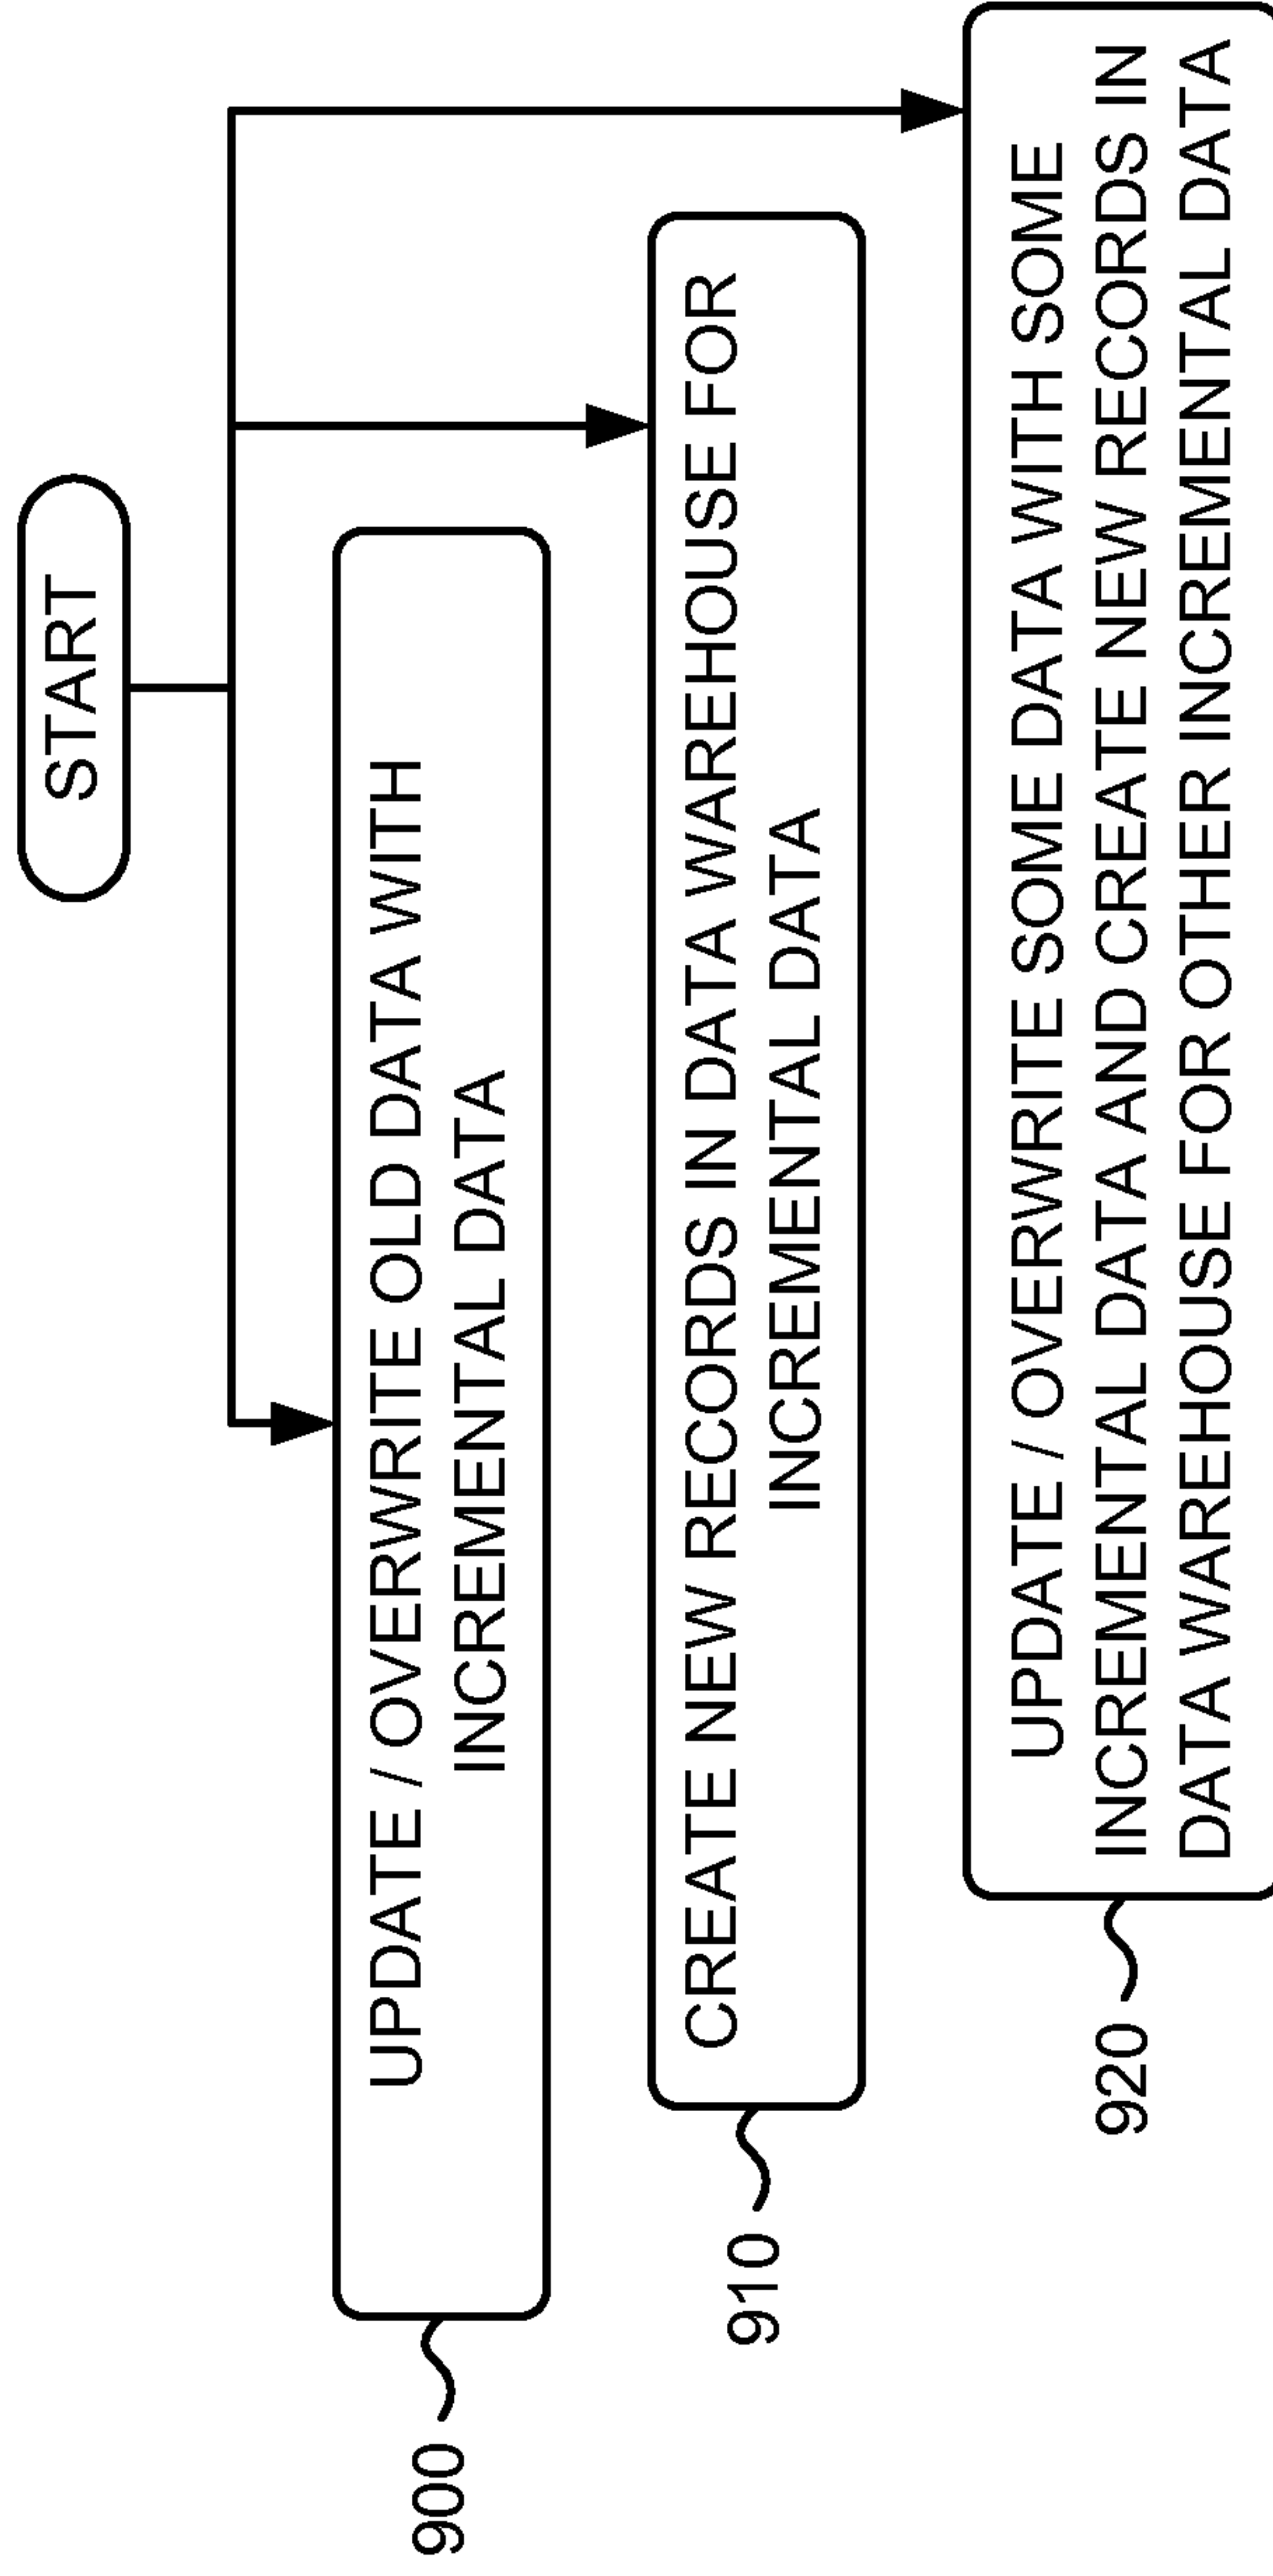 START
UPDATE / OVERWRITE OLD DATA WITH
INCREMENTAL DATA
900
CREATE NEW RECORDS IN DATA WAREHOUSE FOR
INCREMENTAL DATA
910
UPDATE / OVERWRITE SOME DATA WITH SOME
INCREMENTAL DATA AND CREATE NEW RECORDS IN
DATA WAREHOUSE FOR OTHER INCREMENTAL DATA
920